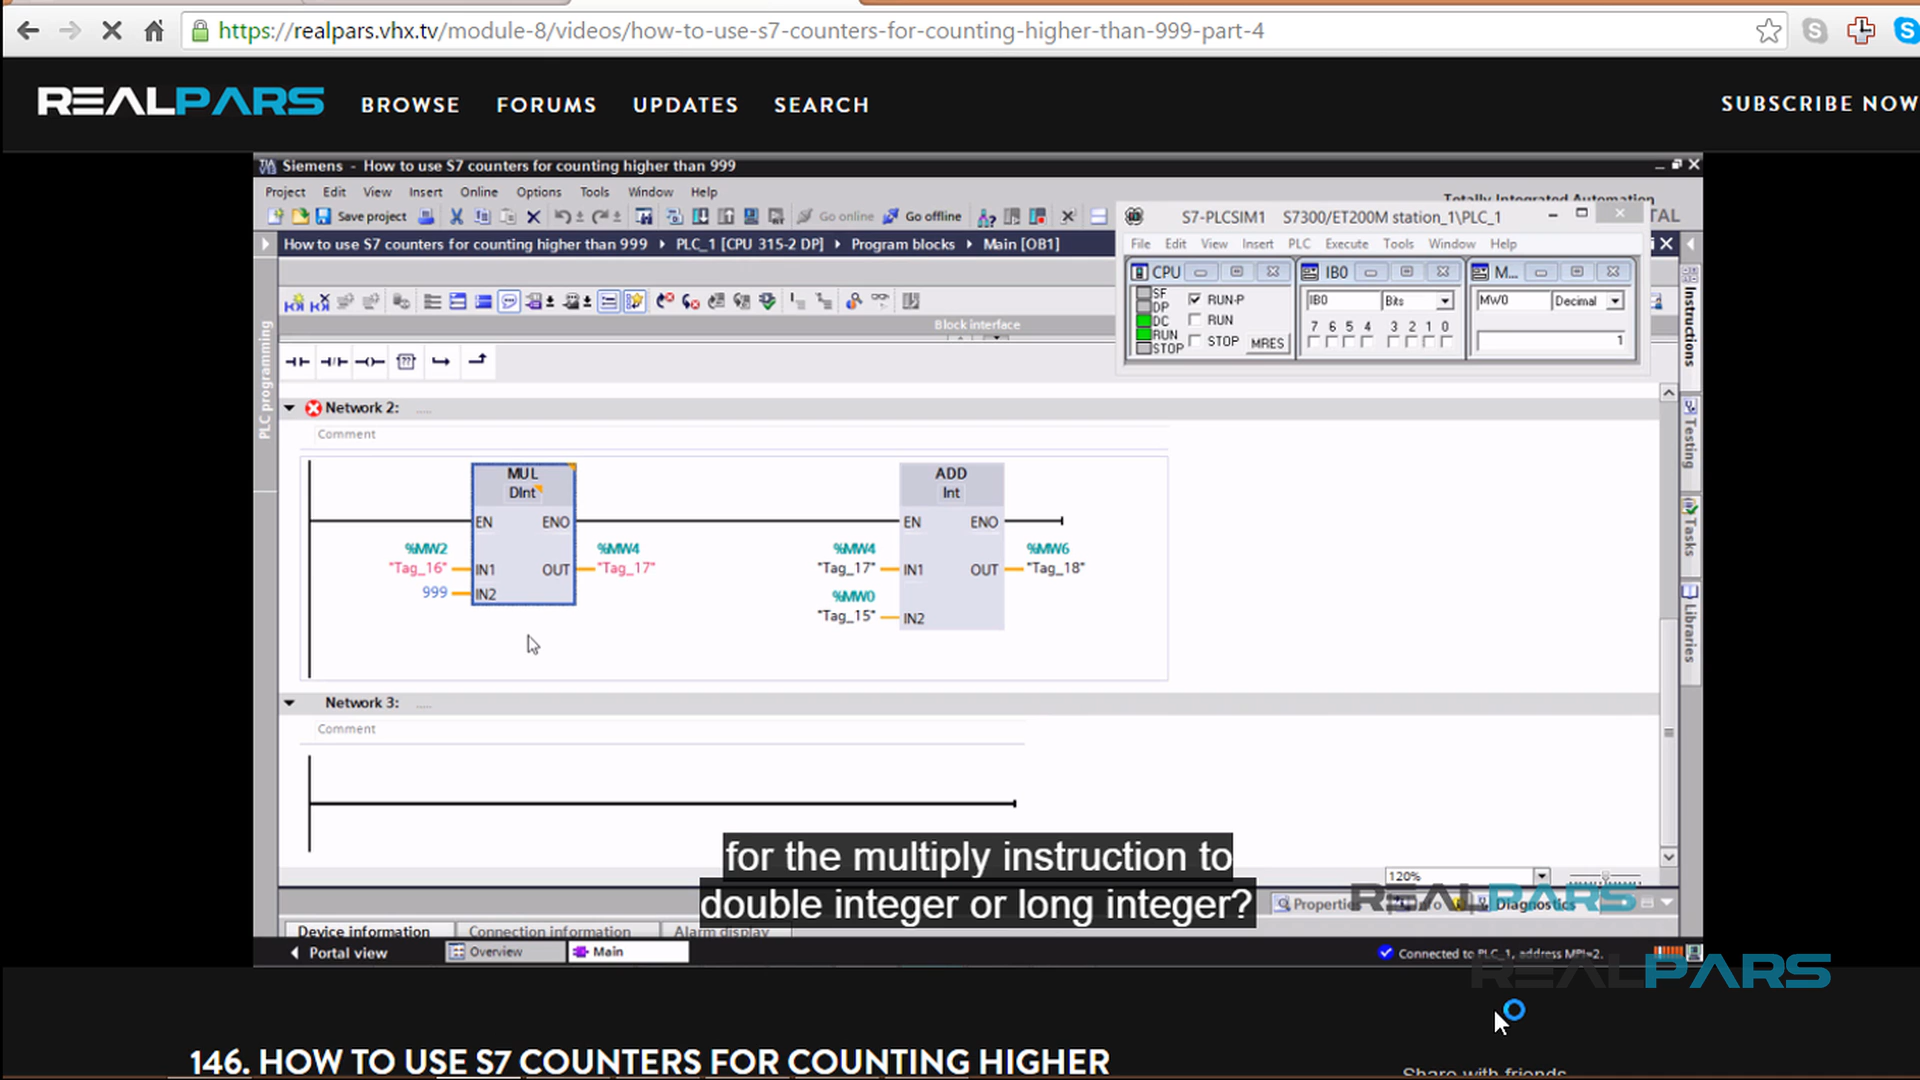 https://realpars.vhx.tv/module-8/videos/how-to-use-s7-counters-for-counting-higher-than-999-part-4
REALPARS BROWSE FORUMS UPDATES SEARCH SUBSCRIBE NOW
Siemens - How to use S7 counters for counting higher than 999
Project Edit View Insert Online Options Tools Window Help
Totally Integrated Automation
Save project Go online Go offline
TAL
S7-PLCSIM1 S7300/ET200M station_1\PLC_1
How to use S7 counters for counting higher than 999 PLC_1 [CPU 315-2 DP] Program blocks Main [OB1]
File Edit View Insert PLC Execute Tools Window Help
CPU IB0 M...
SF
DP
DC
RUN
STOP
RUN-P
RUN
STOP MRES
IB0 Bits
7 6 5 4 3 2 1 0
MW0 Decimal
1
Block interface
PLC programming
Instructions
Testing
Tasks
Libraries
Network 2: .....
Comment
MUL
DInt
EN ENO
%MW2
"Tag_16" IN1
999 IN2
OUT
%MW4
"Tag_17"
ADD
Int
EN ENO
%MW4
"Tag_17" IN1
%MW0
"Tag_15" IN2
OUT
%MW6
"Tag_18"
Network 3: .....
Comment
for the multiply instruction to
double integer or long integer?
120%
REALPARS
Properties Diagnostics
Device information Connection information Alarm display
Portal view Overview Main
Connected to PLC_1, address MPI=2.
REALPARS
146. HOW TO USE S7 COUNTERS FOR COUNTING HIGHER
Share with friends